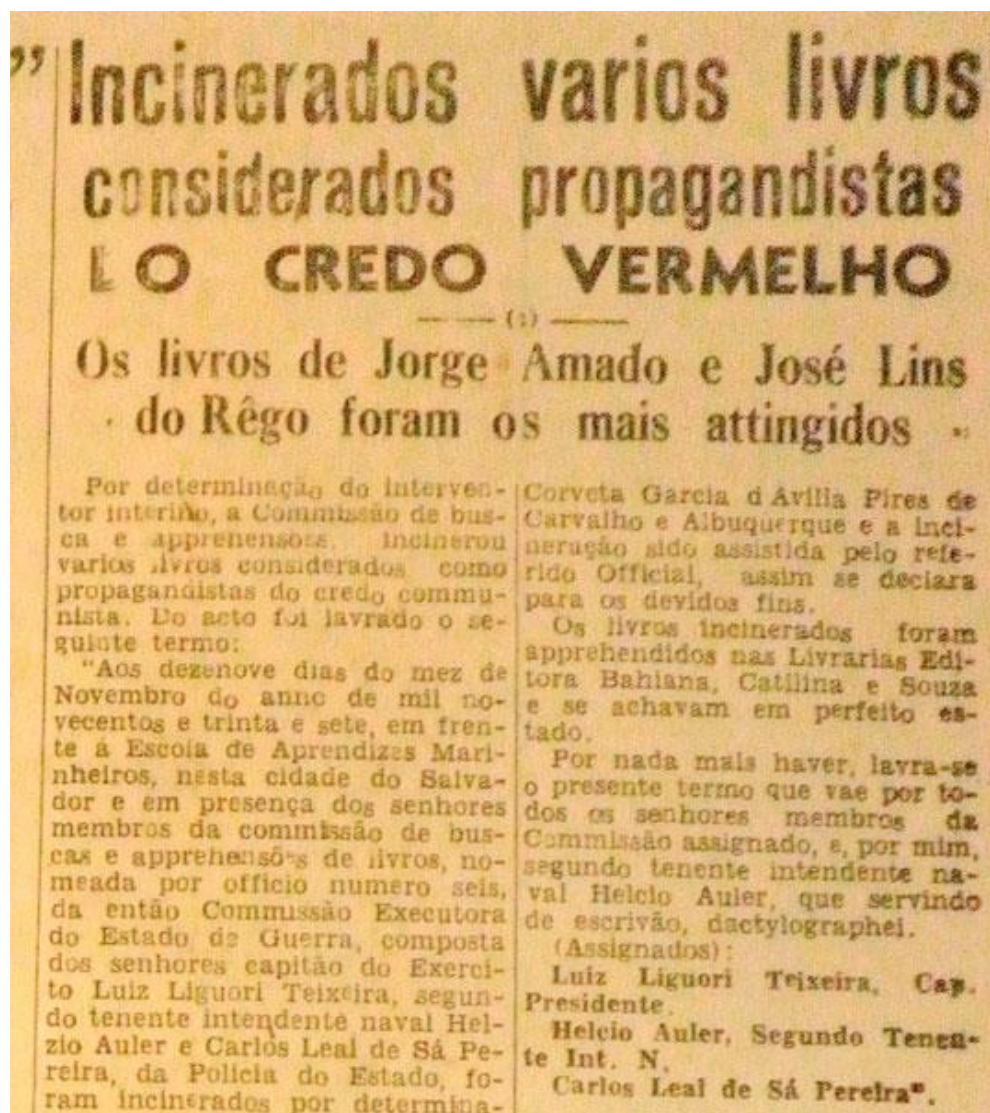 " Incinerados varios livros
considerados propagandistas
DO CREDO VERMELHO
(:)
Os livros de Jorge Amado e José Lins
do Rêgo foram os mais attingidos
Por determinação do interven-
tor interino, a Commissão de bus-
ca e apprehensões, incinerou
varios livros considerados como
propagandistas do credo commu-
nista. Do acto foi lavrado o se-
guinte termo:
"Aos dezenove dias do mez de
Novembro do anno de mil no-
vecentos e trinta e sete, em fren-
te á Escola de Aprendizes Mari-
nheiros, nesta cidade do Salva-
dor e em presença dos senhores
membros da commissão de bus-
cas e apprehensões de livros, no-
meada por officio numero seis,
da então Commissão Executora
do Estado de Guerra, composta
dos senhores capitão do Exerci-
to Luiz Liguori Teixeira, segun-
do tenente intendente naval Hel-
zio Auler e Carlos Leal de Sá Pe-
reira, da Policia do Estado, fo-
ram incinerados por determina-
Corveta Garcia d Avilla Pires de
Carvalho e Albuquerque e a inci-
neração sido assistida pelo refe-
rido Official, assim se declara
para os devidos fins.
Os livros incinerados foram
apprehendidos nas Livrarias Edi-
tora Bahiana, Catilina e Souza
e se achavam em perfeito es-
tado.
Por nada mais haver, lavra-se
o presente termo que vae por to-
dos os senhores membros da
Commissão assignado, e, por mim,
segundo tenente intendente na-
val Helcio Auler, que servindo
de escrivão, dactylographei.
(Assignados):
Luiz Liguori Teixeira, Cap.
Presidente.
Helcio Auler, Segundo Tenen-
te Int. N.
Carlos Leal de Sá Pereira".